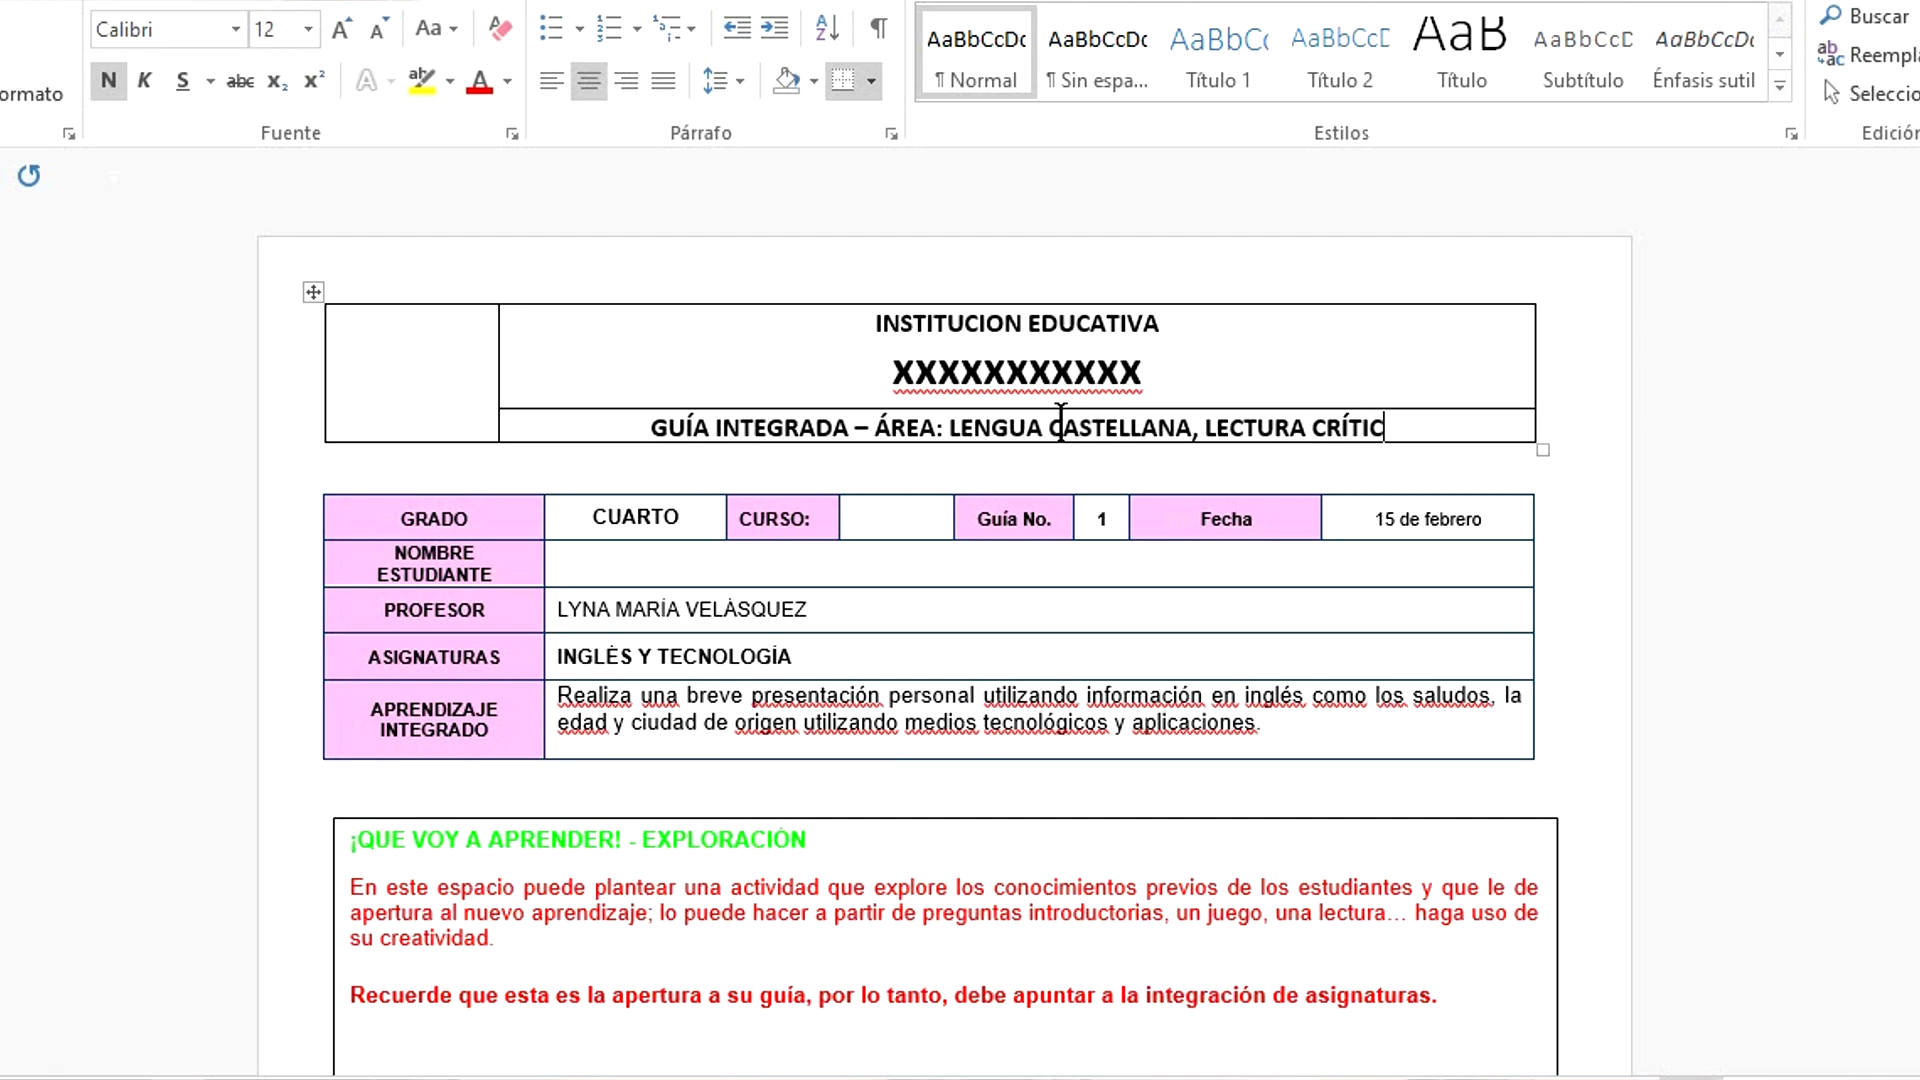 Calibri 12 Aa
Buscar
Reempla
ormato
N K S abc x₂ x² A ab A
Seleccio
AaBbCcDc AaBbCcDc AaBbC AaBbCcD AaB AaBbCcD AaBbCcDc
¶ Normal ¶ Sin espa... Título 1 Título 2 Título Subtítulo Énfasis sutil
Fuente Párrafo Estilos Edición
INSTITUCION EDUCATIVA
XXXXXXXXXXX
GUÍA INTEGRADA – ÁREA: LENGUA CASTELLANA, LECTURA CRÍTIC
GRADO CUARTO CURSO: Guía No. 1 Fecha 15 de febrero
NOMBRE
ESTUDIANTE
PROFESOR LYNA MARÍA VELÁSQUEZ
ASIGNATURAS INGLÉS Y TECNOLOGÍA
APRENDIZAJE
INTEGRADO
Realiza una breve presentación personal utilizando información en inglés como los saludos, la
edad y ciudad de origen utilizando medios tecnológicos y aplicaciones.
¡QUE VOY A APRENDER! - EXPLORACIÓN
En este espacio puede plantear una actividad que explore los conocimientos previos de los estudiantes y que le de
apertura al nuevo aprendizaje; lo puede hacer a partir de preguntas introductorias, un juego, una lectura… haga uso de
su creatividad.
Recuerde que esta es la apertura a su guía, por lo tanto, debe apuntar a la integración de asignaturas.